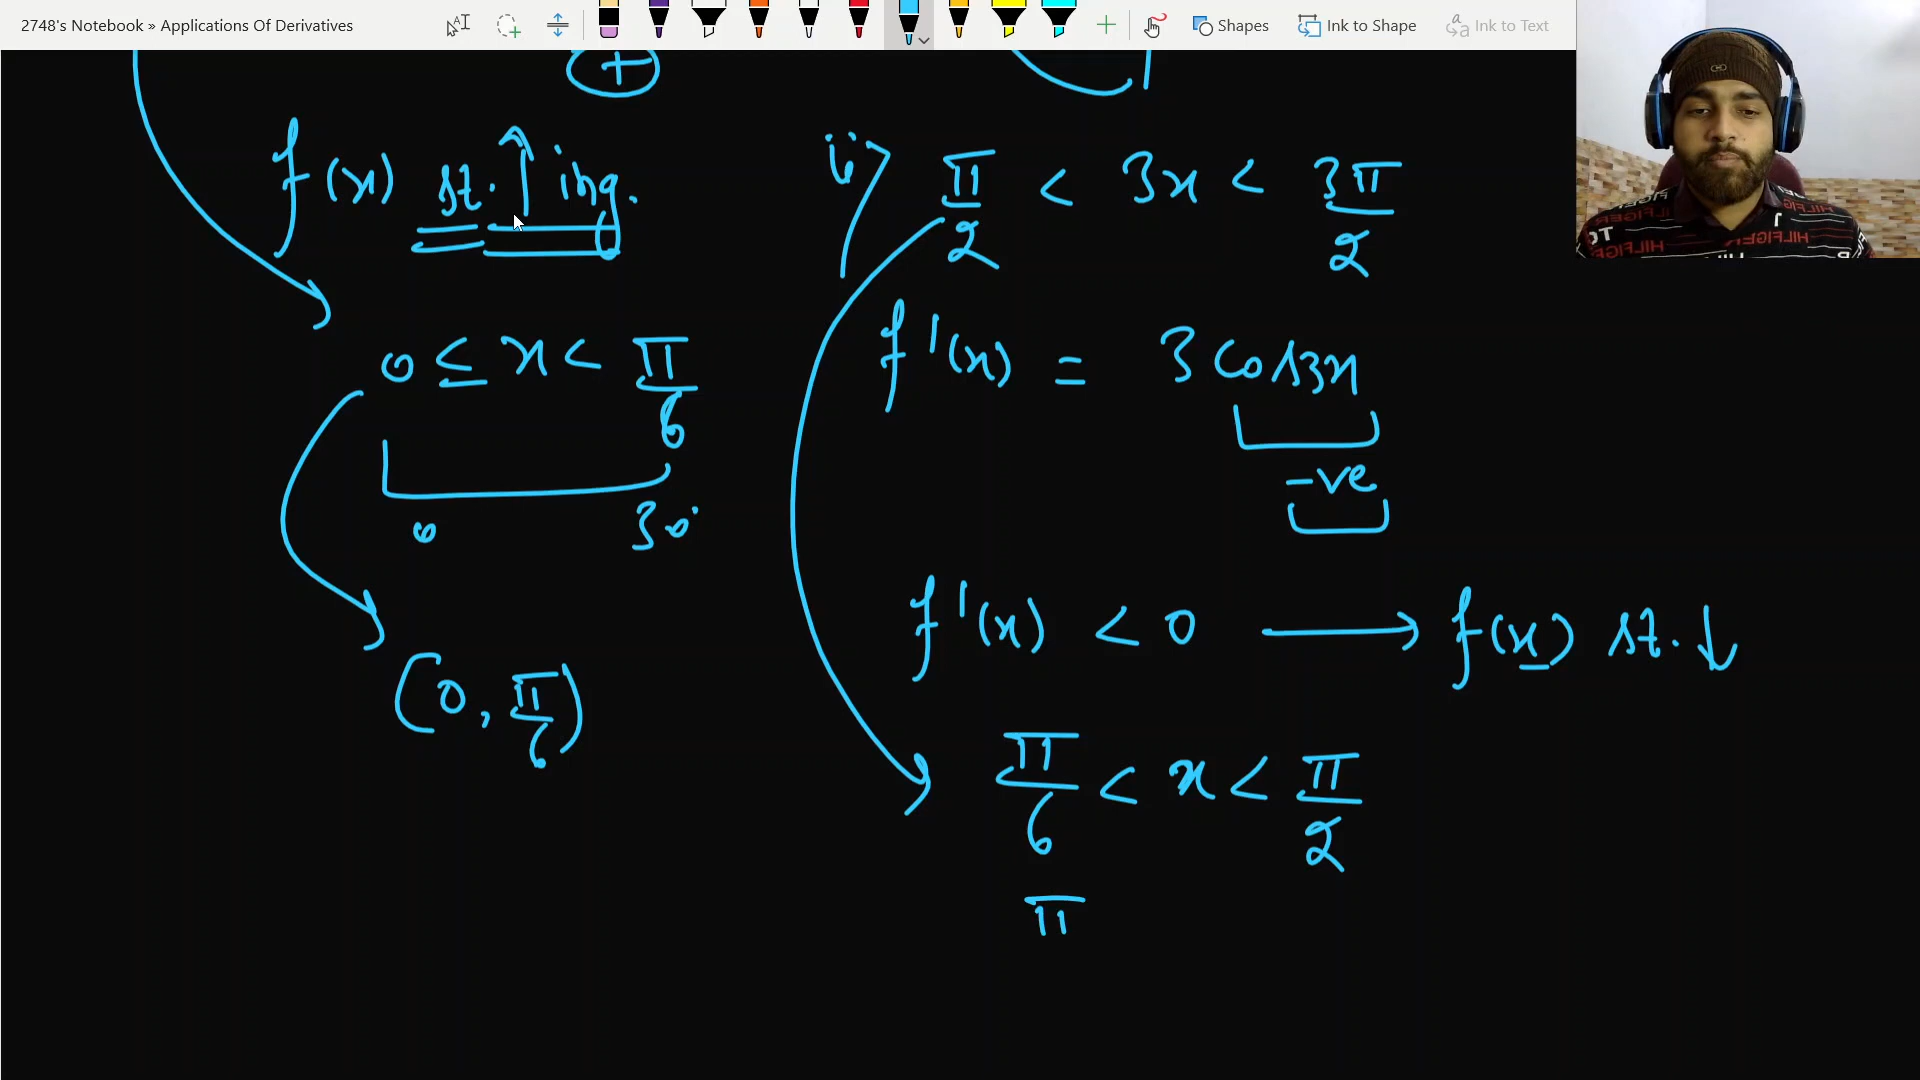 2748's Notebook » Applications Of Derivatives
Shapes
Ink to Shape
Ink to Text
+
f(x) st. ↑ ing.
0 ≤ x < π/6
0 30°
(0, π/6)
ii> π/2 < 3x < 3π/2
f'(x) = 3 cos3x
-ve
f'(x) < 0 → f(x) st. ↓
π/6 < x < π/2
π
HILFIGER